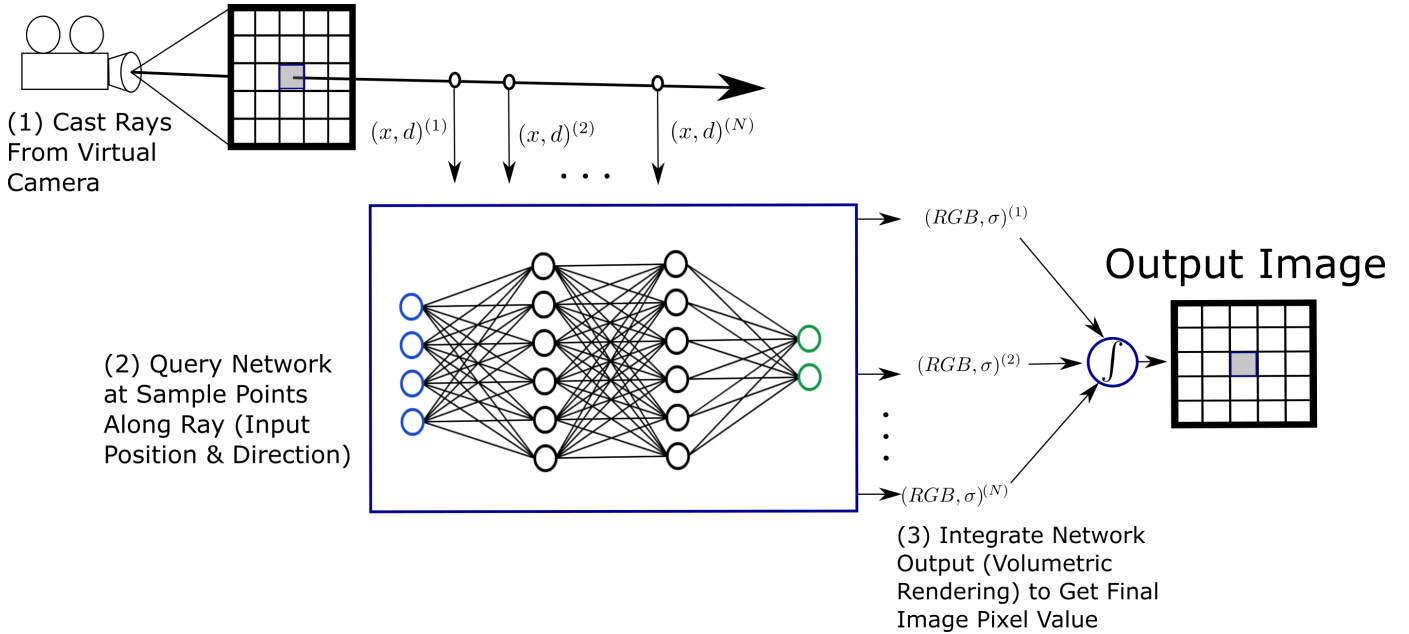 (1) Cast Rays
From Virtual
Camera
(x, d)^{(1)}
(x, d)^{(2)}
. . .
(x, d)^{(N)}
(2) Query Network
at Sample Points
Along Ray (Input
Position & Direction)
(RGB, σ)^{(1)}
(RGB, σ)^{(2)}
(RGB, σ)^{(N)}
∫
Output Image
(3) Integrate Network
Output (Volumetric
Rendering) to Get Final
Image Pixel Value